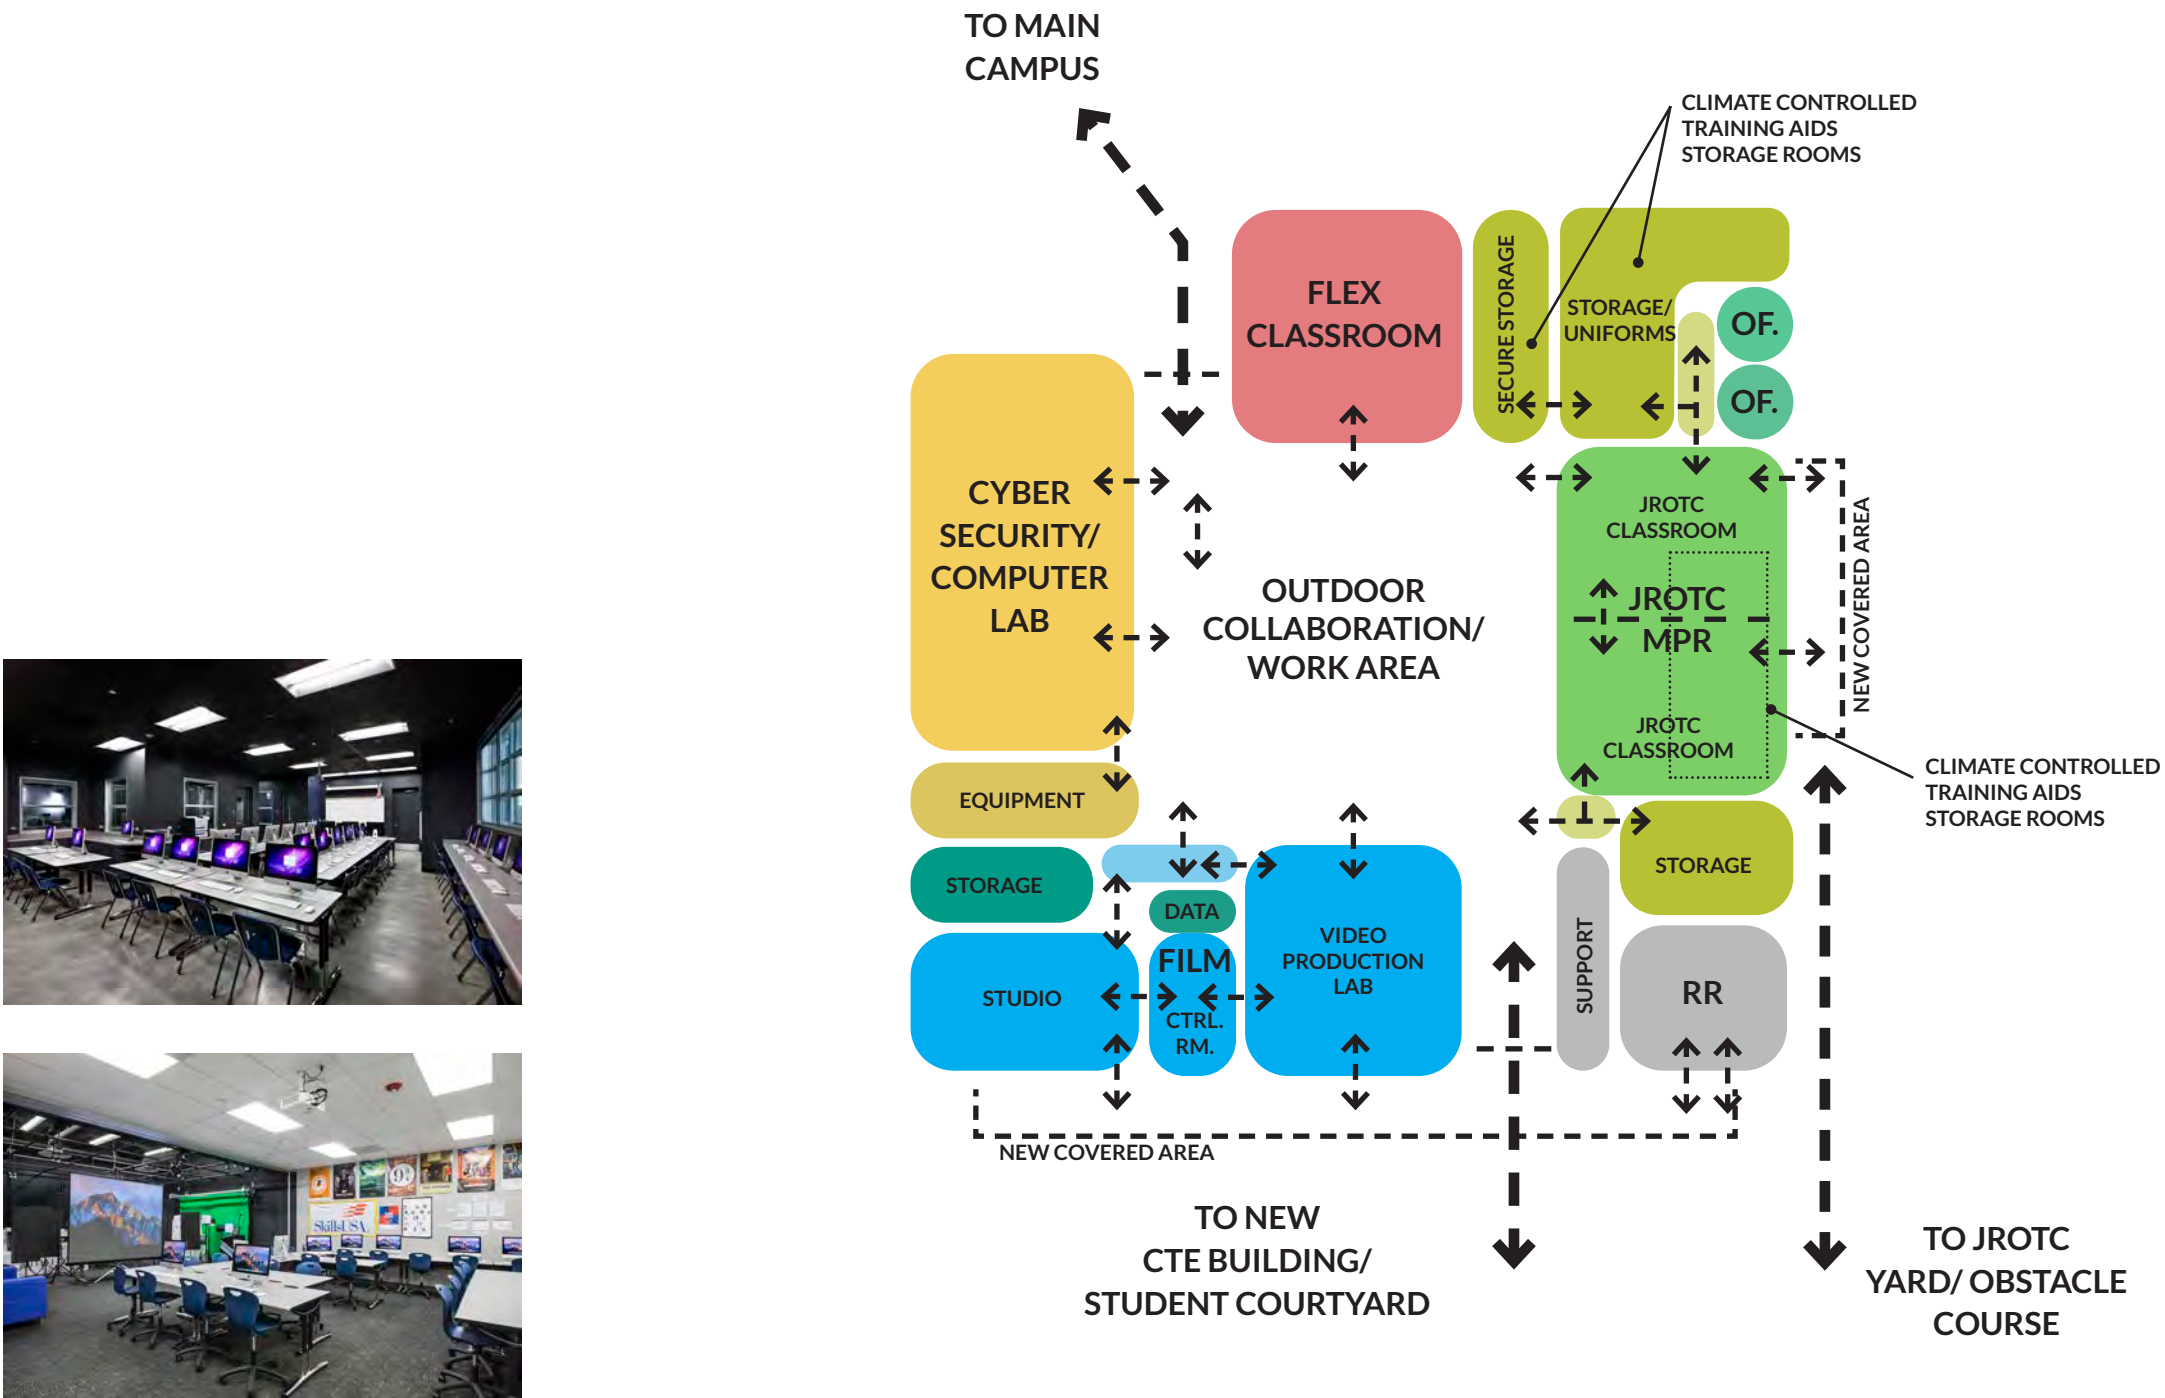 TO MAIN
CAMPUS
CLIMATE CONTROLLED
TRAINING AIDS
STORAGE ROOMS
FLEX
CLASSROOM
SECURE STORAGE
STORAGE/
UNIFORMS
OF.
OF.
CYBER
SECURITY/
COMPUTER
LAB
JROTC
CLASSROOM
JROTC
MPR
JROTC
CLASSROOM
NEW COVERED AREA
OUTDOOR
COLLABORATION/
WORK AREA
CLIMATE CONTROLLED
TRAINING AIDS
STORAGE ROOMS
EQUIPMENT
STORAGE
DATA
STUDIO
FILM
CTRL.
RM.
VIDEO
PRODUCTION
LAB
SUPPORT
STORAGE
RR
NEW COVERED AREA
TO NEW
CTE BUILDING/
STUDENT COURTYARD
TO JROTC
YARD/ OBSTACLE
COURSE
SkillsUSA